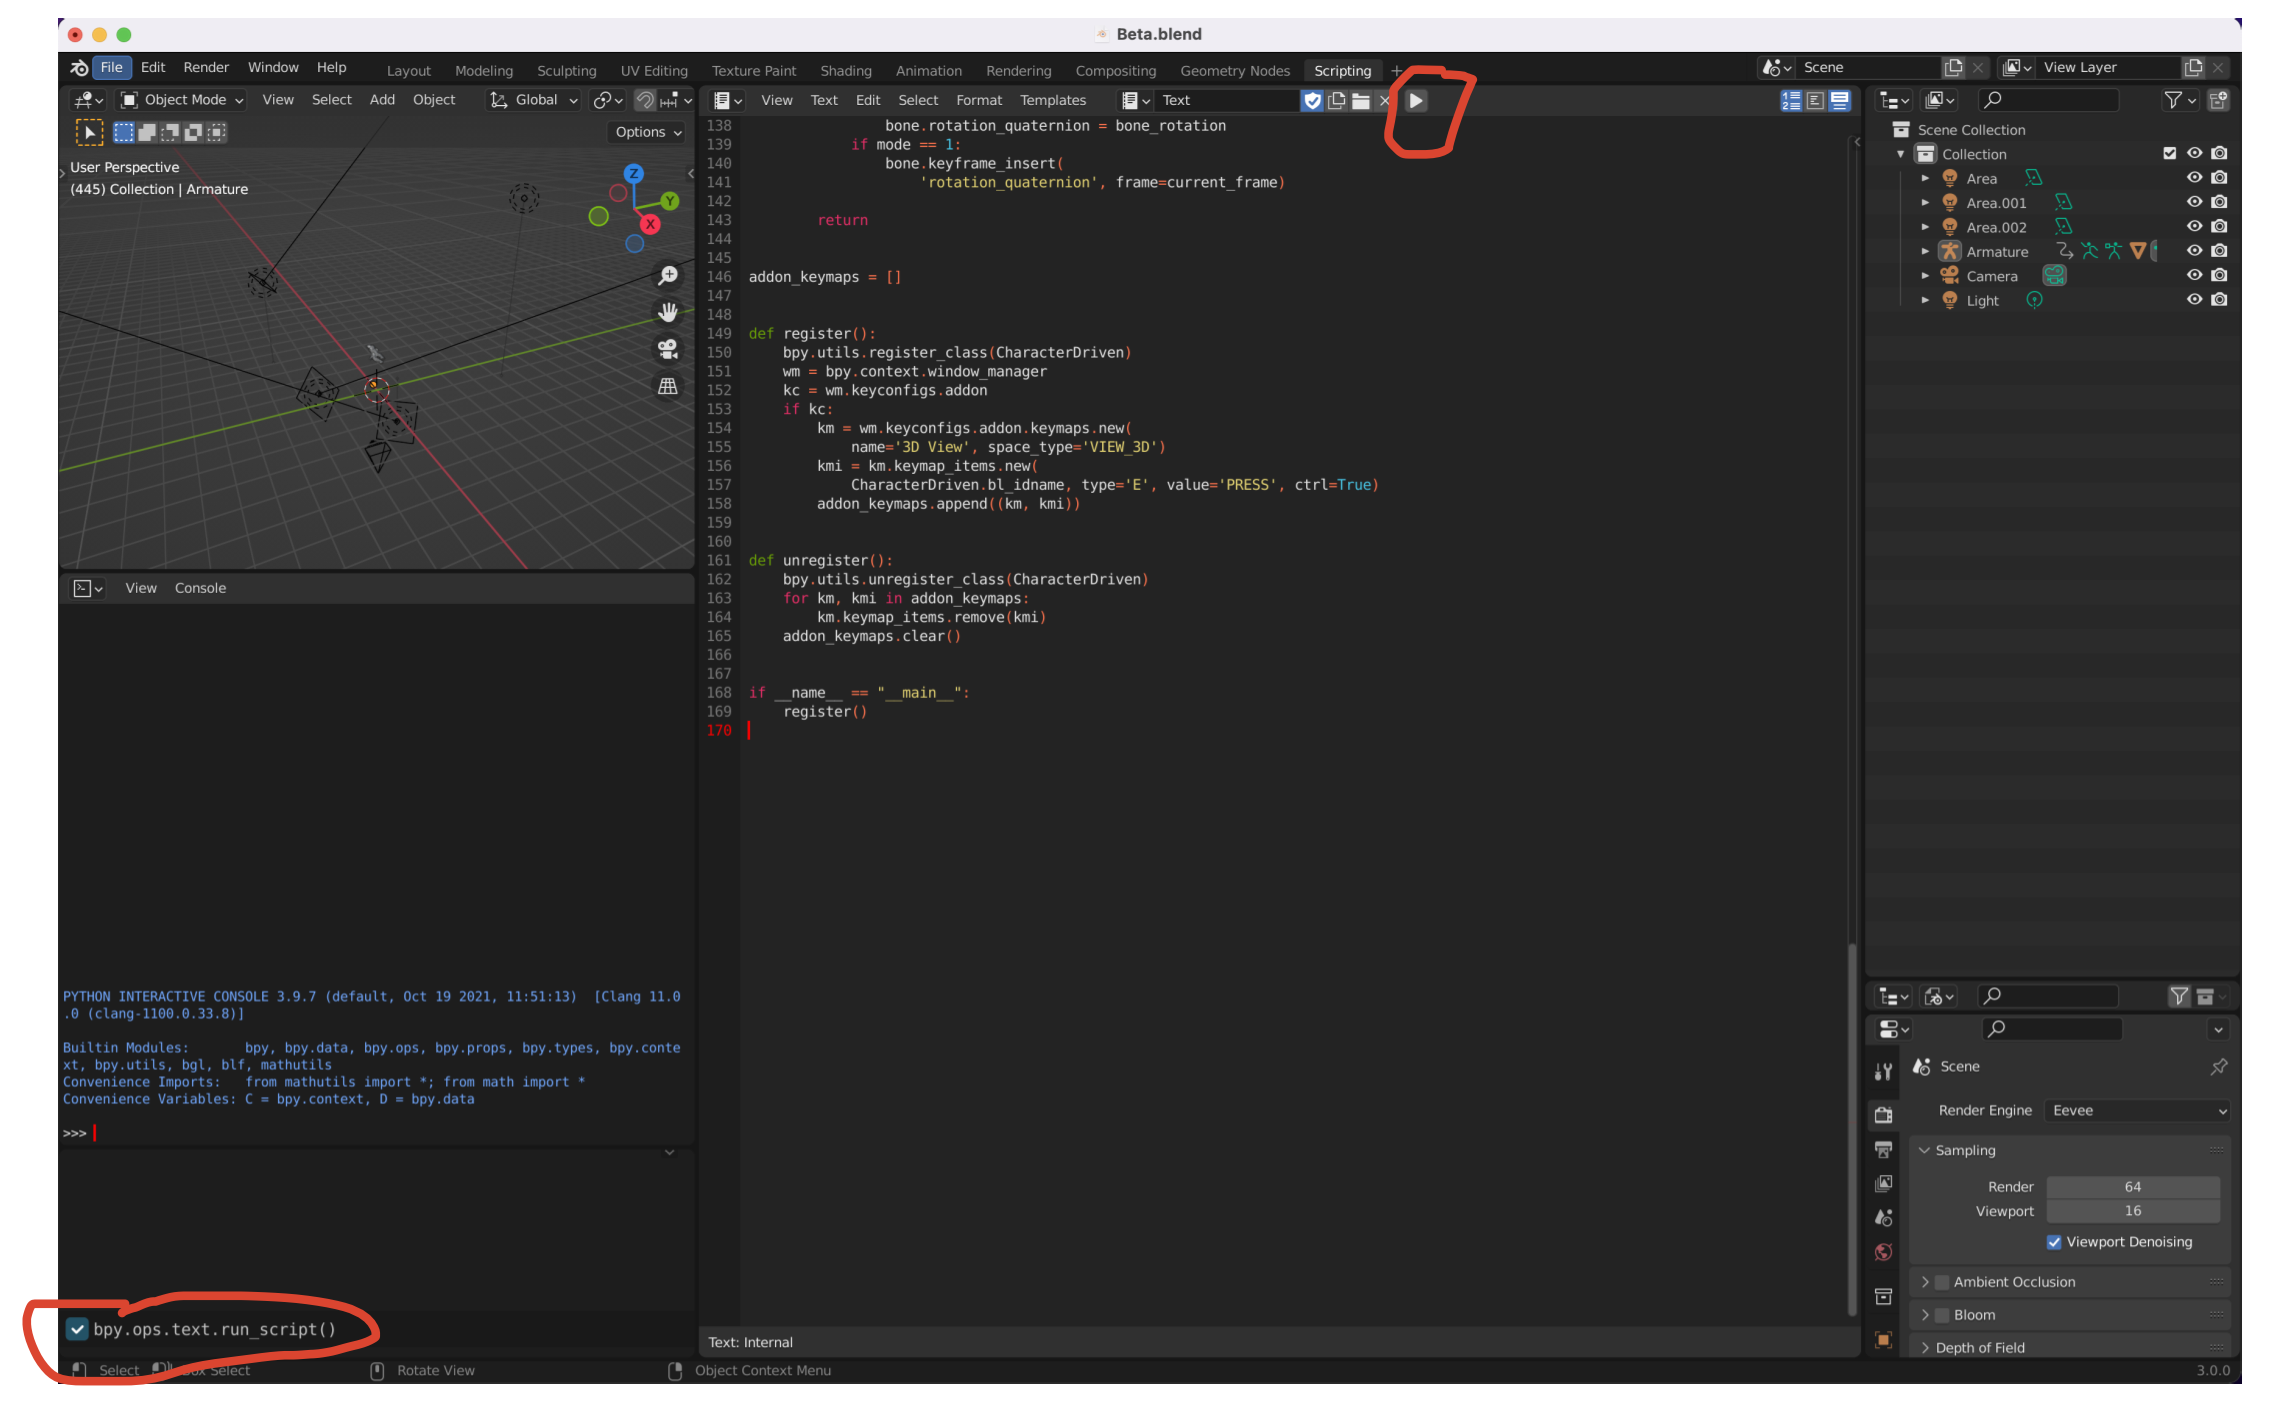 Beta.blend
File Edit Render Window Help Layout Modeling Sculpting UV Editing Texture Paint Shading Animation Rendering Compositing Geometry Nodes Scripting + Scene View Layer
Object Mode View Select Add Object Global
Options
User Perspective
(445) Collection | Armature
Z
Y
X
View Text Edit Select Format Templates Text
138 bone.rotation_quaternion = bone_rotation
139 if mode == 1:
140 bone.keyframe_insert(
141 'rotation_quaternion', frame=current_frame)
142
143 return
144
145
146 addon_keymaps = []
147
148
149 def register():
150 bpy.utils.register_class(CharacterDriven)
151 wm = bpy.context.window_manager
152 kc = wm.keyconfigs.addon
153 if kc:
154 km = wm.keyconfigs.addon.keymaps.new(
155 name='3D View', space_type='VIEW_3D')
156 kmi = km.keymap_items.new(
157 CharacterDriven.bl_idname, type='E', value='PRESS', ctrl=True)
158 addon_keymaps.append((km, kmi))
159
160
161 def unregister():
162 bpy.utils.unregister_class(CharacterDriven)
163 for km, kmi in addon_keymaps:
164 km.keymap_items.remove(kmi)
165 addon_keymaps.clear()
166
167
168 if __name__ == "__main__":
169 register()
170
Text: Internal
View Console
PYTHON INTERACTIVE CONSOLE 3.9.7 (default, Oct 19 2021, 11:51:13) [Clang 11.0
.0 (clang-1100.0.33.8)]
Builtin Modules: bpy, bpy.data, bpy.ops, bpy.props, bpy.types, bpy.conte
xt, bpy.utils, bgl, blf, mathutils
Convenience Imports: from mathutils import *; from math import *
Convenience Variables: C = bpy.context, D = bpy.data
>>>
bpy.ops.text.run_script()
Scene Collection
Collection
Area
Area.001
Area.002
Armature
Camera
Light
Scene
Render Engine Eevee
Sampling
Render 64
Viewport 16
Viewport Denoising
Ambient Occlusion
Bloom
Depth of Field
Select Box Select Rotate View Object Context Menu 3.0.0